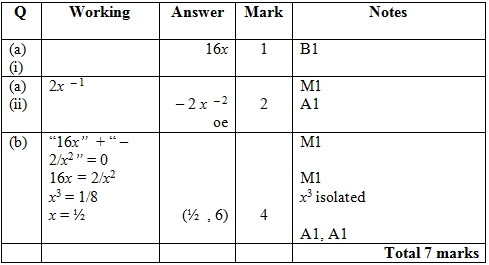 Q Working Answer Mark Notes
(a) 16x 1 B1
(i)
(a) 2x ⁻¹ M1
(ii) – 2 x ⁻² 2 A1
oe
(b) “16x” + “ – M1
2/x² ” = 0
16x = 2/x² M1
x³ = 1/8 x³ isolated
x = ½ (½ , 6) 4
A1, A1
Total 7 marks